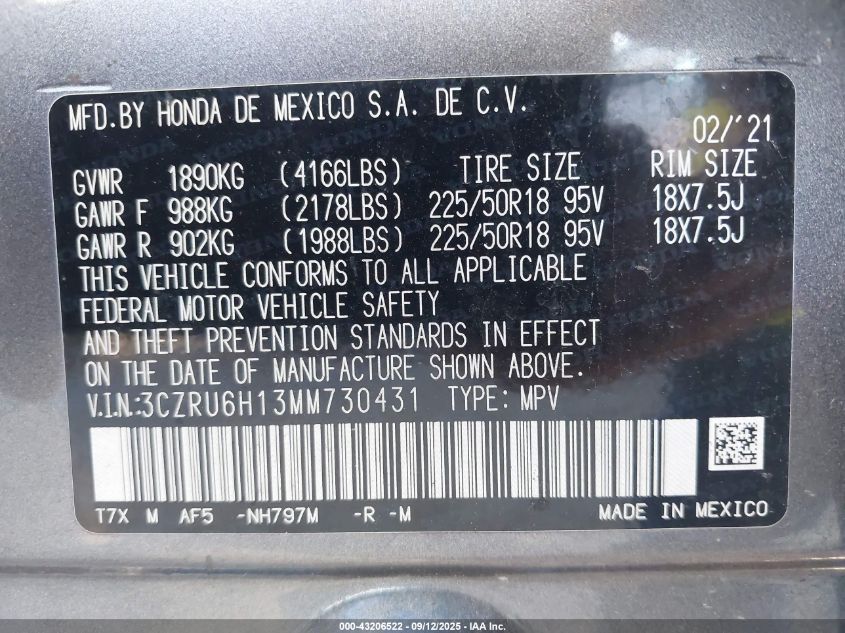 MFD.BY HONDA DE MEXICO S.A. DE C.V.
02/'21
GVWR 1890KG (4166LBS) TIRE SIZE RIM SIZE
GAWR F 988KG (2178LBS) 225/50R18 95V 18X7.5J
GAWR R 902KG (1988LBS) 225/50R18 95V 18X7.5J
THIS VEHICLE CONFORMS TO ALL APPLICABLE
FEDERAL MOTOR VEHICLE SAFETY
AND THEFT PREVENTION STANDARDS IN EFFECT
ON THE DATE OF MANUFACTURE SHOWN ABOVE.
V.I.N:3CZRU6H13MM730431 TYPE: MPV
T7X M AF5 -NH797M -R -M MADE IN MEXICO
000-43206522 - 09/12/2025 - IAA Inc.